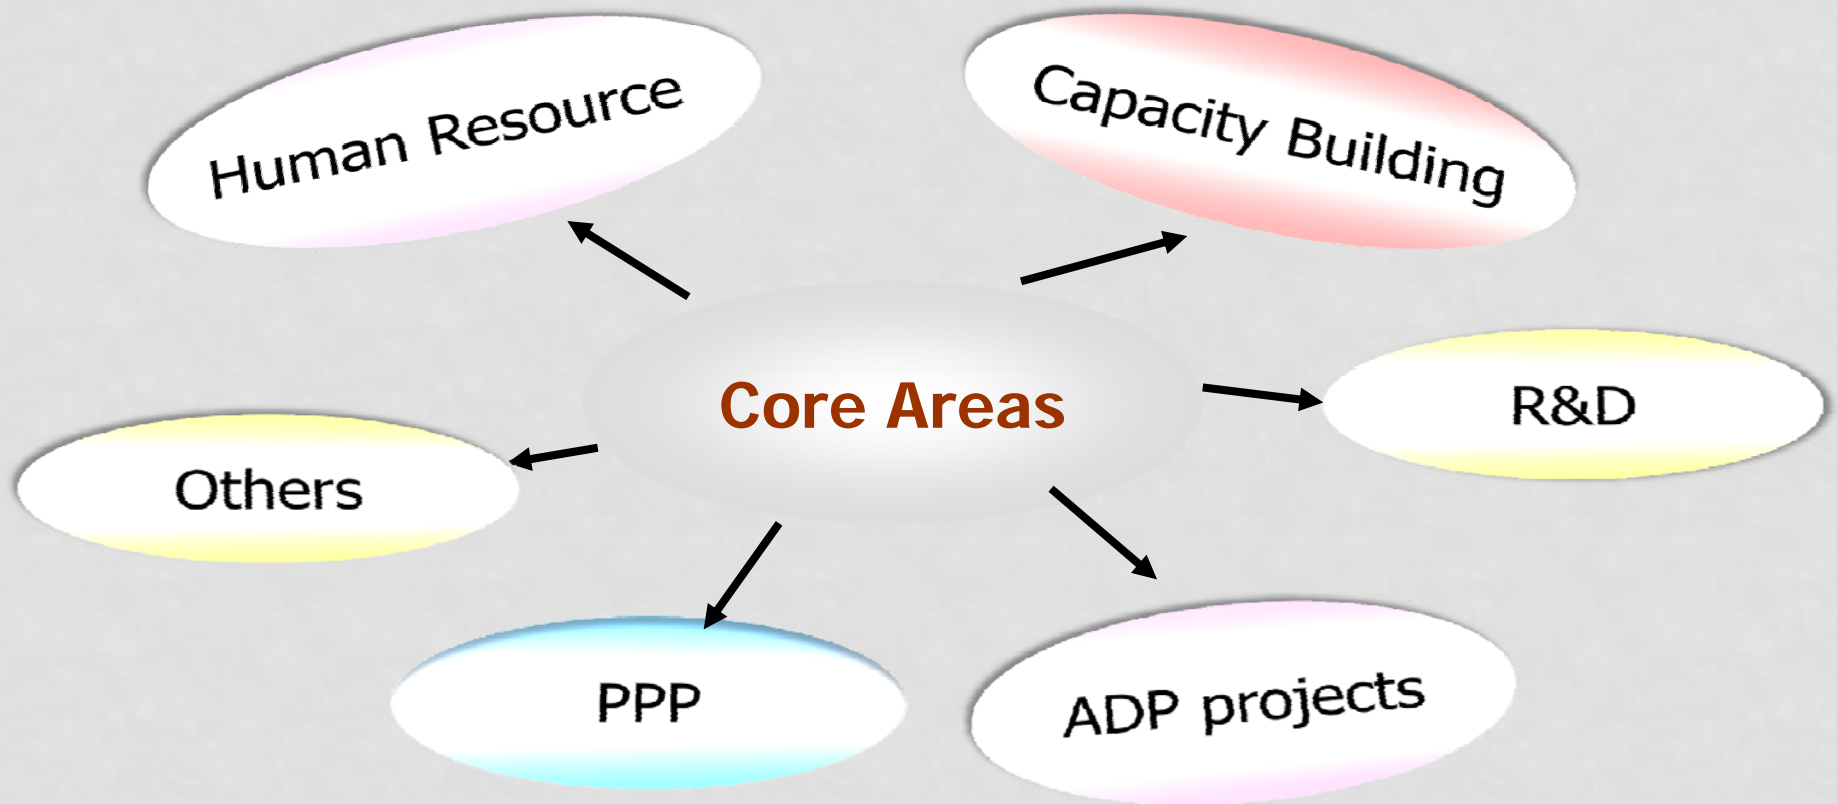 Human Resource
Capacity Building
Core Areas
R&D
Others
PPP
ADP projects